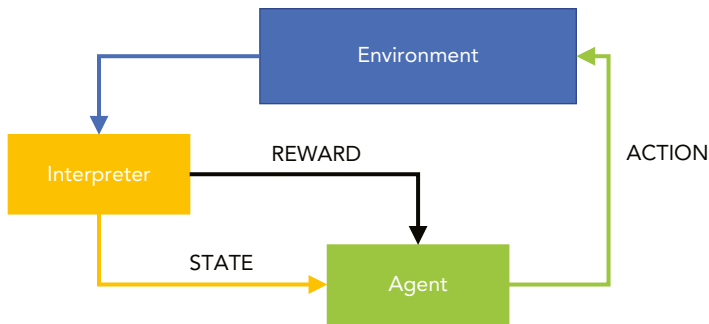 Environment
REWARD
ACTION
Interpreter
STATE
Agent